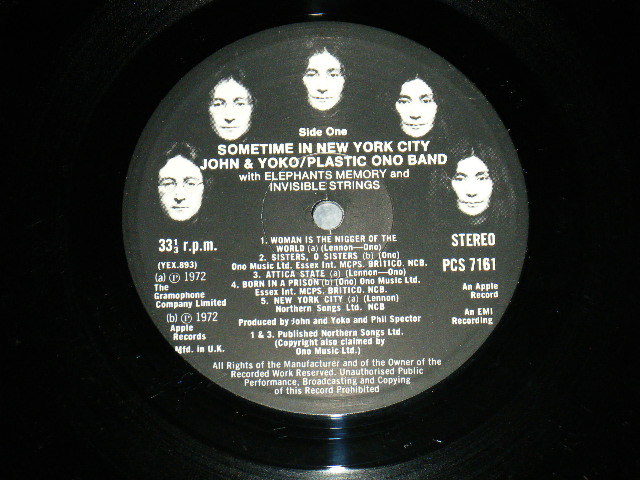 Side One
SOMETIME IN NEW YORK CITY
JOHN & YOKO/PLASTIC ONO BAND
with ELEPHANTS MEMORY and
INVISIBLE STRINGS
33⅓ r.p.m.
(YEX.893)
(a) ℗ 1972
The
Gramophone
Company Limited
(b) ℗ 1972
Apple
Records
Mfd. in U.K.
1. WOMAN IS THE NIGGER OF THE
WORLD (a) (Lennon—Ono)
2. SISTERS, O SISTERS (b) (Ono)
Ono Music Ltd. Essex Int. MCPS. BRITICO. NCB.
3. ATTICA STATE (a) (Lennon—Ono)
4. BORN IN A PRISON (b) (Ono) Ono Music Ltd.
Essex Int. MCPS. BRITICO. NCB.
5. NEW YORK CITY (a) (Lennon)
Northern Songs Ltd. NCB
Produced by John and Yoko and Phil Spector
1 & 3. Published Northern Songs Ltd.
(Copyright also claimed by
Ono Music Ltd.)
STEREO
PCS 7161
An Apple
Record
An EMI
Recording
All Rights of the Manufacturer and of the Owner of the
Recorded Work Reserved. Unauthorised Public
Performance, Broadcasting and Copying
of this Record Prohibited